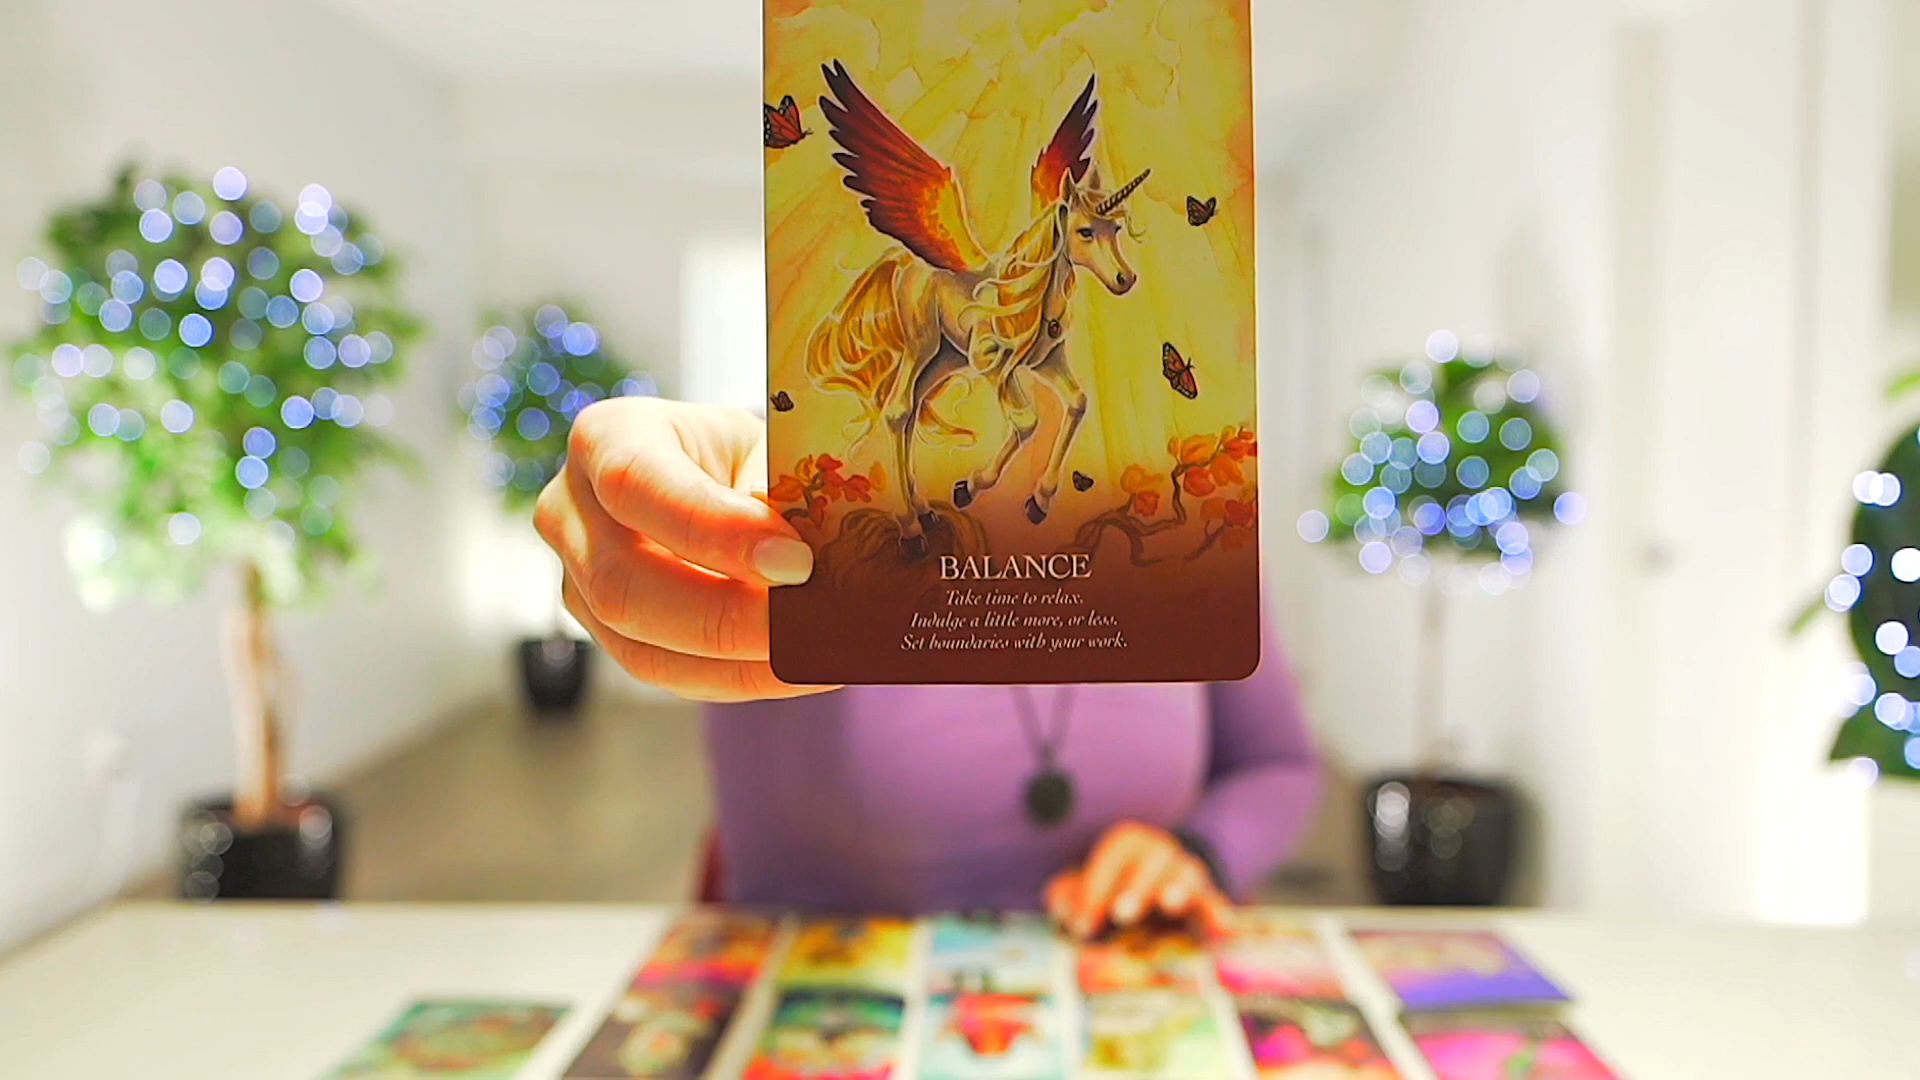 BALANCE
Take time to relax.
Indulge a little more, or less.
Set boundaries with your work.